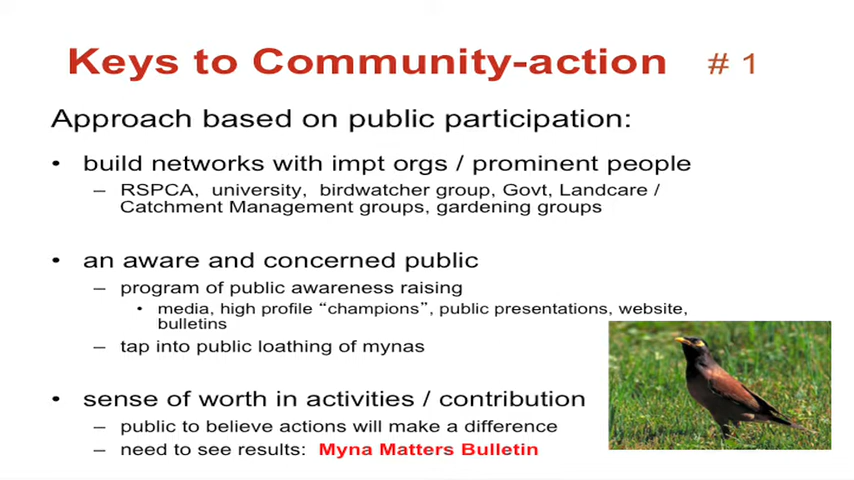 Keys to Community-action # 1
Approach based on public participation:
• build networks with impt orgs / prominent people
– RSPCA, university, birdwatcher group, Govt, Landcare /
Catchment Management groups, gardening groups
• an aware and concerned public
– program of public awareness raising
• media, high profile “champions”, public presentations, website,
bulletins
– tap into public loathing of mynas
• sense of worth in activities / contribution
– public to believe actions will make a difference
– need to see results: Myna Matters Bulletin